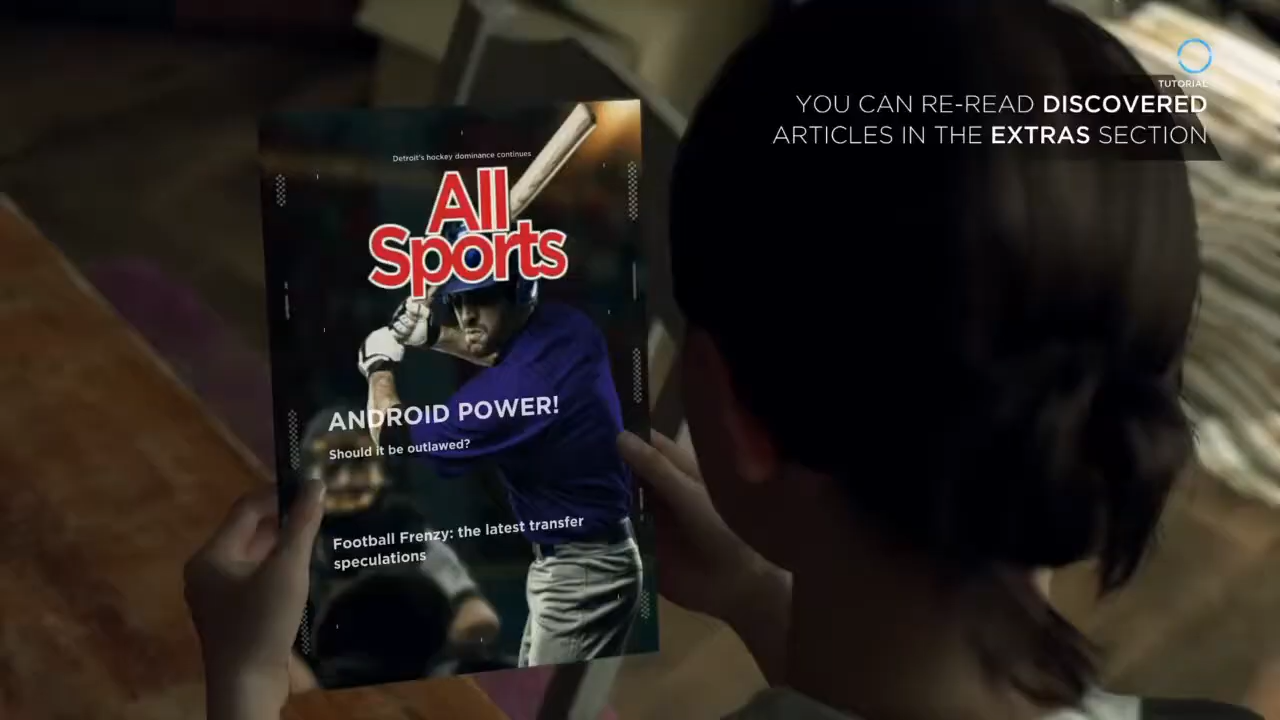 TUTORIAL
YOU CAN RE-READ DISCOVERED
ARTICLES IN THE EXTRAS SECTION
Detroit's hockey dominance continues
All
Sports
ANDROID POWER!
Should it be outlawed?
Football Frenzy: the latest transfer
speculations